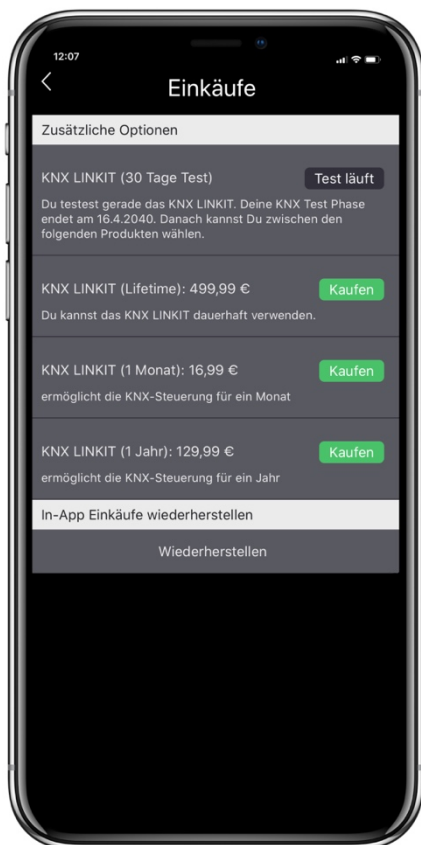 12:07
Einkäufe
Zusätzliche Optionen
KNX LINKIT (30 Tage Test)
Test läuft
Du testest gerade das KNX LINKIT. Deine KNX Test Phase
endet am 16.4.2040. Danach kannst Du zwischen den
folgenden Produkten wählen.
KNX LINKIT (Lifetime): 499,99 €
Kaufen
Du kannst das KNX LINKIT dauerhaft verwenden.
KNX LINKIT (1 Monat): 16,99 €
Kaufen
ermöglicht die KNX-Steuerung für ein Monat
KNX LINKIT (1 Jahr): 129,99 €
Kaufen
ermöglicht die KNX-Steuerung für ein Jahr
In-App Einkäufe wiederherstellen
Wiederherstellen